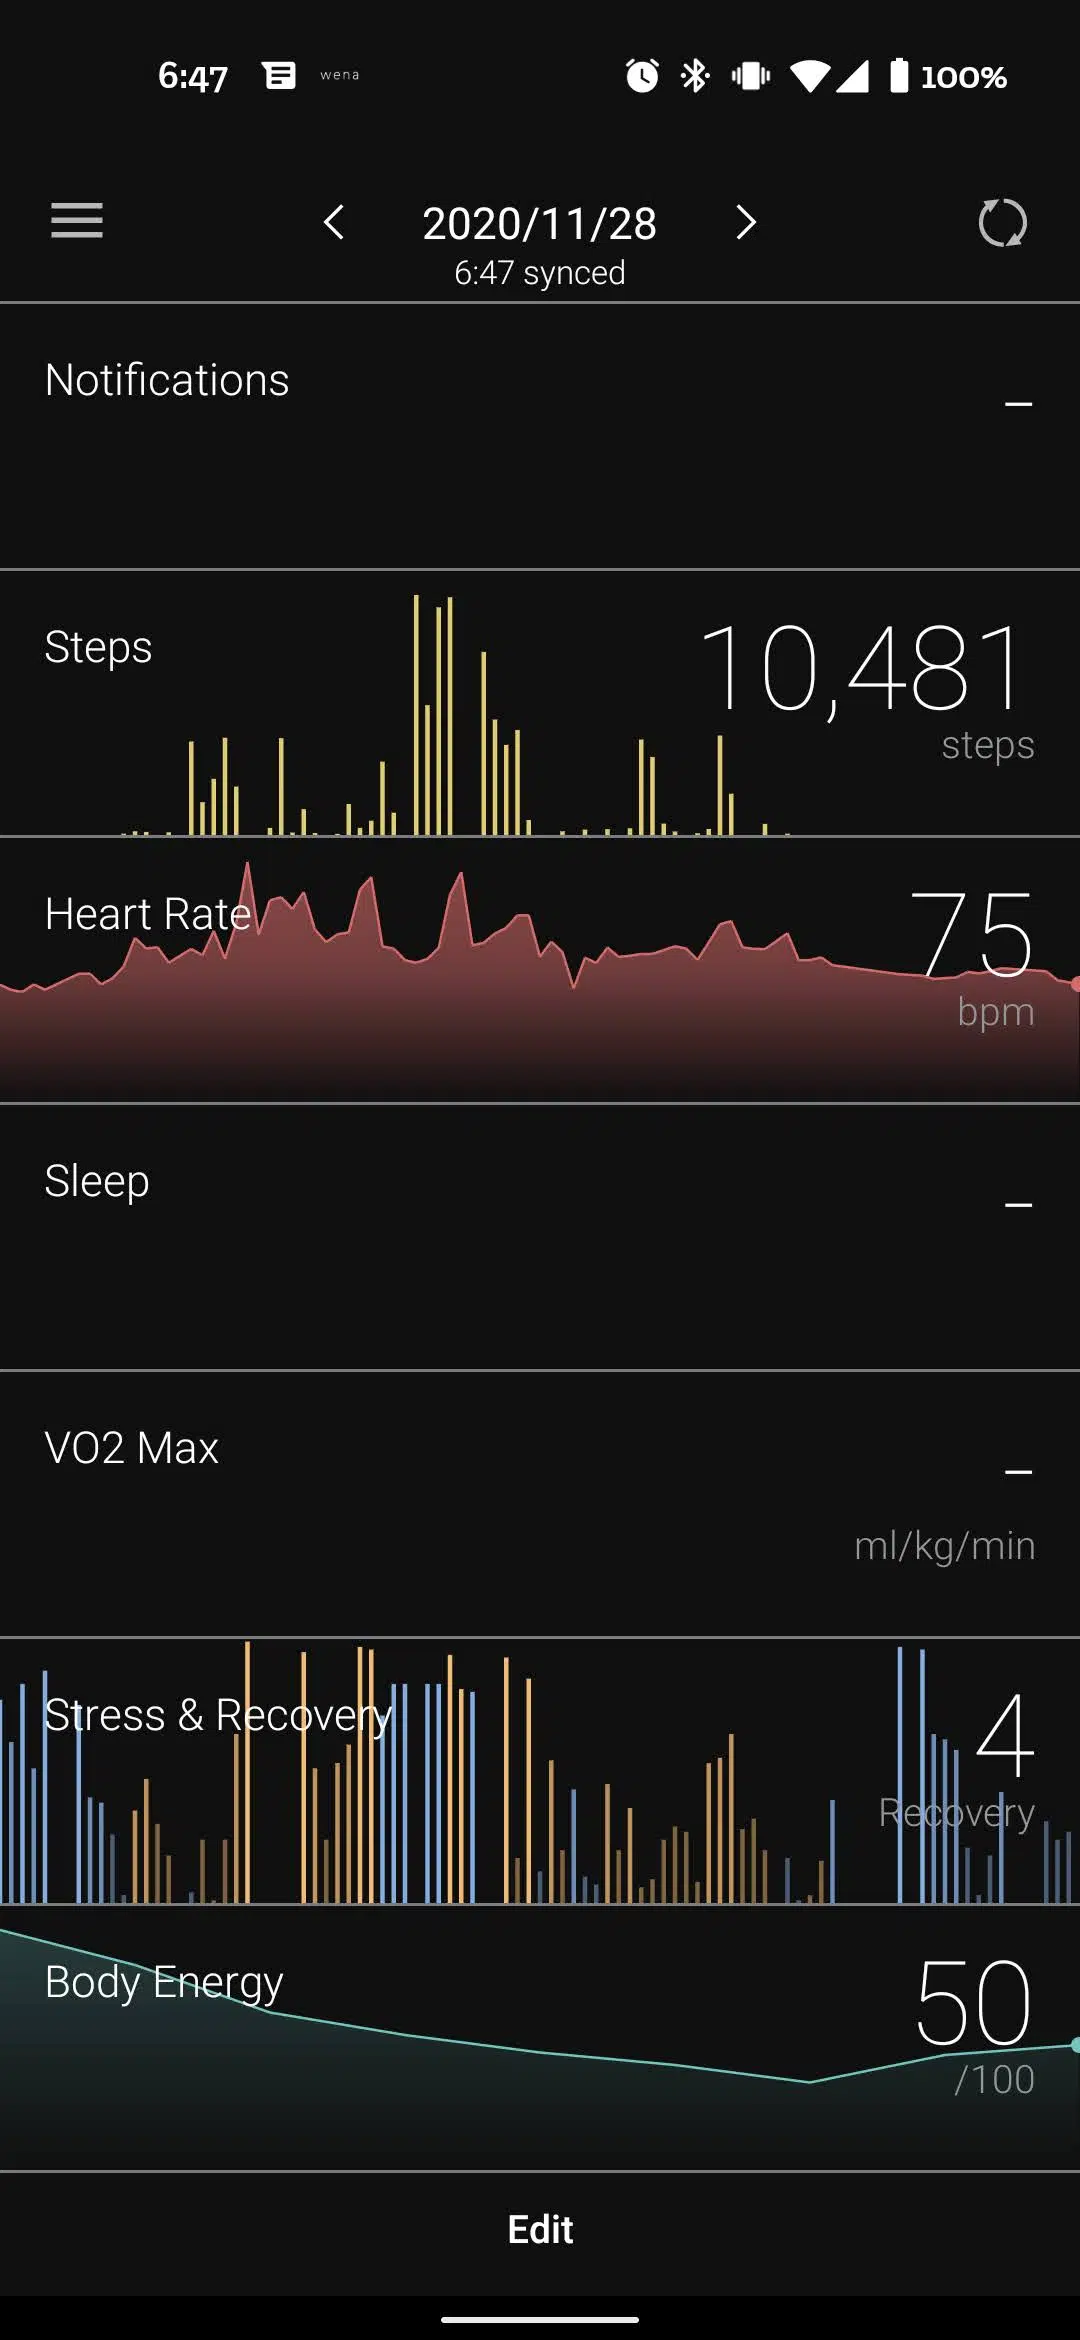 6:47 wena 100%
2020/11/28
6:47 synced
Notifications
–
Steps
10,481
steps
Heart Rate
75
bpm
Sleep
–
VO2 Max
–
ml/kg/min
Stress & Recovery
4
Recovery
Body Energy
50
/100
Edit